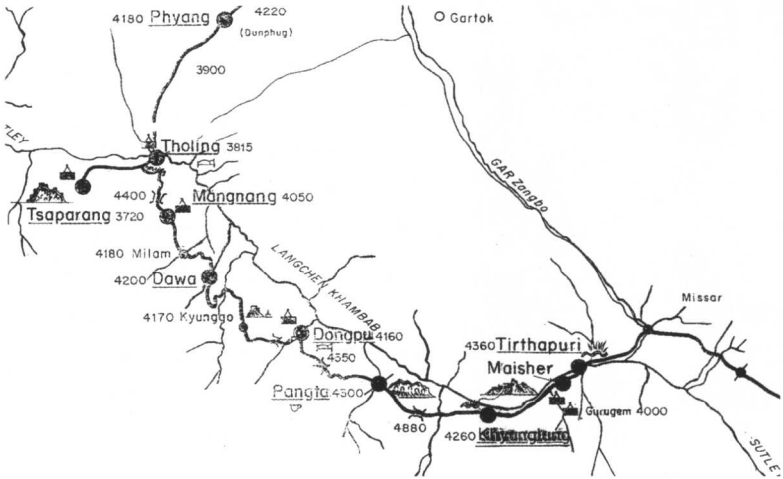 4180 Phyang
4220
(Dunphug)
Gartok
3900
TLEY
Tholing 3815
4400
Mangnang 4050
Tsaparang 3720
GAR Zangbo
4180 Milam
4200 Dawa
LANGCHEN KHAMBAB
4170 Kyunggo
Missar
Dongpu 4160
4350
4360 Tirthapuri
Maisher
Pangta 4500
Gurugem 4000
4880
4260 Khyunglung
SUTLE